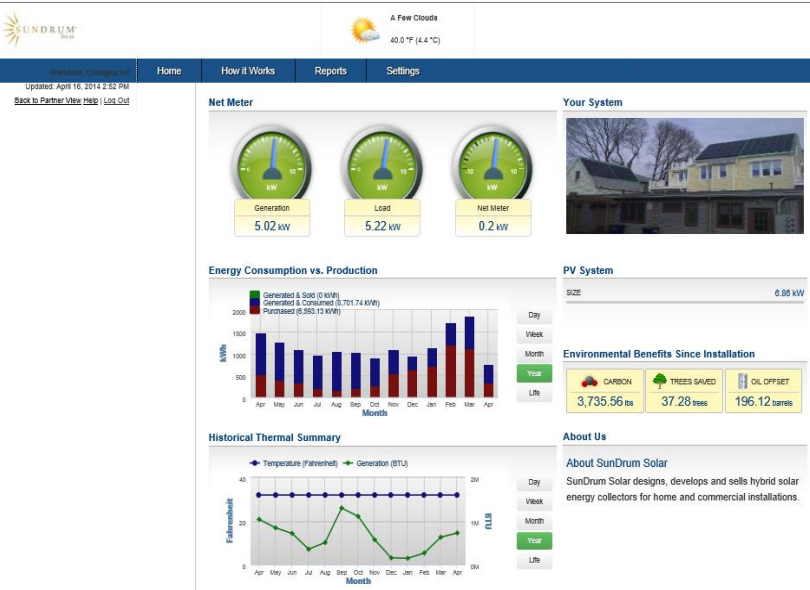 SUNDRUM
Solar
A Few Clouds
40.0 °F (4.4 °C)
Home How it Works Reports Settings
Updated: April 16, 2014 2:52 PM
Back to Partner View Help | Log Out
Net Meter
0 10
kW
Generation
5.02 kW
0 10
kW
Load
5.22 kW
-10 10
kW
Net Meter
0.2 kW
Your System
Energy Consumption vs. Production
Generated & Sold (0 kWh)
Generated & Consumed (8,701.74 kWh)
Purchased (6,593.13 kWh)
2000
1500
1000
500
0
kWh
Apr May Jun Jul Aug Sep Oct Nov Dec Jan Feb Mar Apr
Month
Day
Week
Month
Year
Life
PV System
SIZE 6.86 kW
Environmental Benefits Since Installation
CARBON
3,735.56 lbs
TREES SAVED
37.28 trees
OIL OFFSET
196.12 barrels
Historical Thermal Summary
Temperature (Fahrenheit) Generation (BTU)
40
20
0
Fahrenheit
2M
1M
0M
BTU
Apr May Jun Jul Aug Sep Oct Nov Dec Jan Feb Mar Apr
Month
Day
Week
Month
Year
Life
About Us
About SunDrum Solar
SunDrum Solar designs, develops and sells hybrid solar
energy collectors for home and commercial installations.